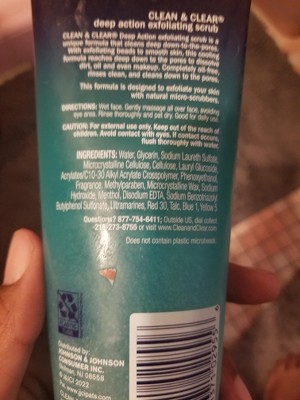 CLEAN & CLEAR®
deep action exfoliating scrub
CLEAN & CLEAR® Deep Action exfoliating scrub is a
unique formula that cleans deep down-to-the-pores.
With exfoliating beads to smooth skin, this cooling
formula reaches deep down to the pores to dissolve
dirt, oil and even makeup. Completely oil-free,
rinses clean, and cleans down to the pores.
This formula is designed to exfoliate your skin
with natural micro-scrubbers.
DIRECTIONS: Wet face. Gently massage all over face, avoiding
eye area. Rinse thoroughly and pat dry. Good for daily use.
CAUTION: For external use only. Keep out of the reach of
children. Avoid contact with eyes. If contact occurs,
flush thoroughly with water.
INGREDIENTS: Water, Glycerin, Sodium Laureth Sulfate,
Microcrystalline Cellulose, Cellulose, Lauryl Glucoside,
Acrylates/C10-30 Alkyl Acrylate Crosspolymer, Phenoxyethanol,
Fragrance, Methylparaben, Microcrystalline Wax, Sodium
Hydroxide, Menthol, Disodium EDTA, Sodium Benzotriazolyl
Butylphenol Sulfonate, Ultramarines, Red 30, Talc, Blue 1, Yellow 5
Questions? 877-754-6411; Outside US, dial collect
215-273-8755 or visit www.CleanandClear.com
Does not contain plastic microbeads.
Distributed by:
JOHNSON & JOHNSON
CONSUMER INC.
Skillman, NJ 08558
© JJCI 2022
www.jjcipats.com